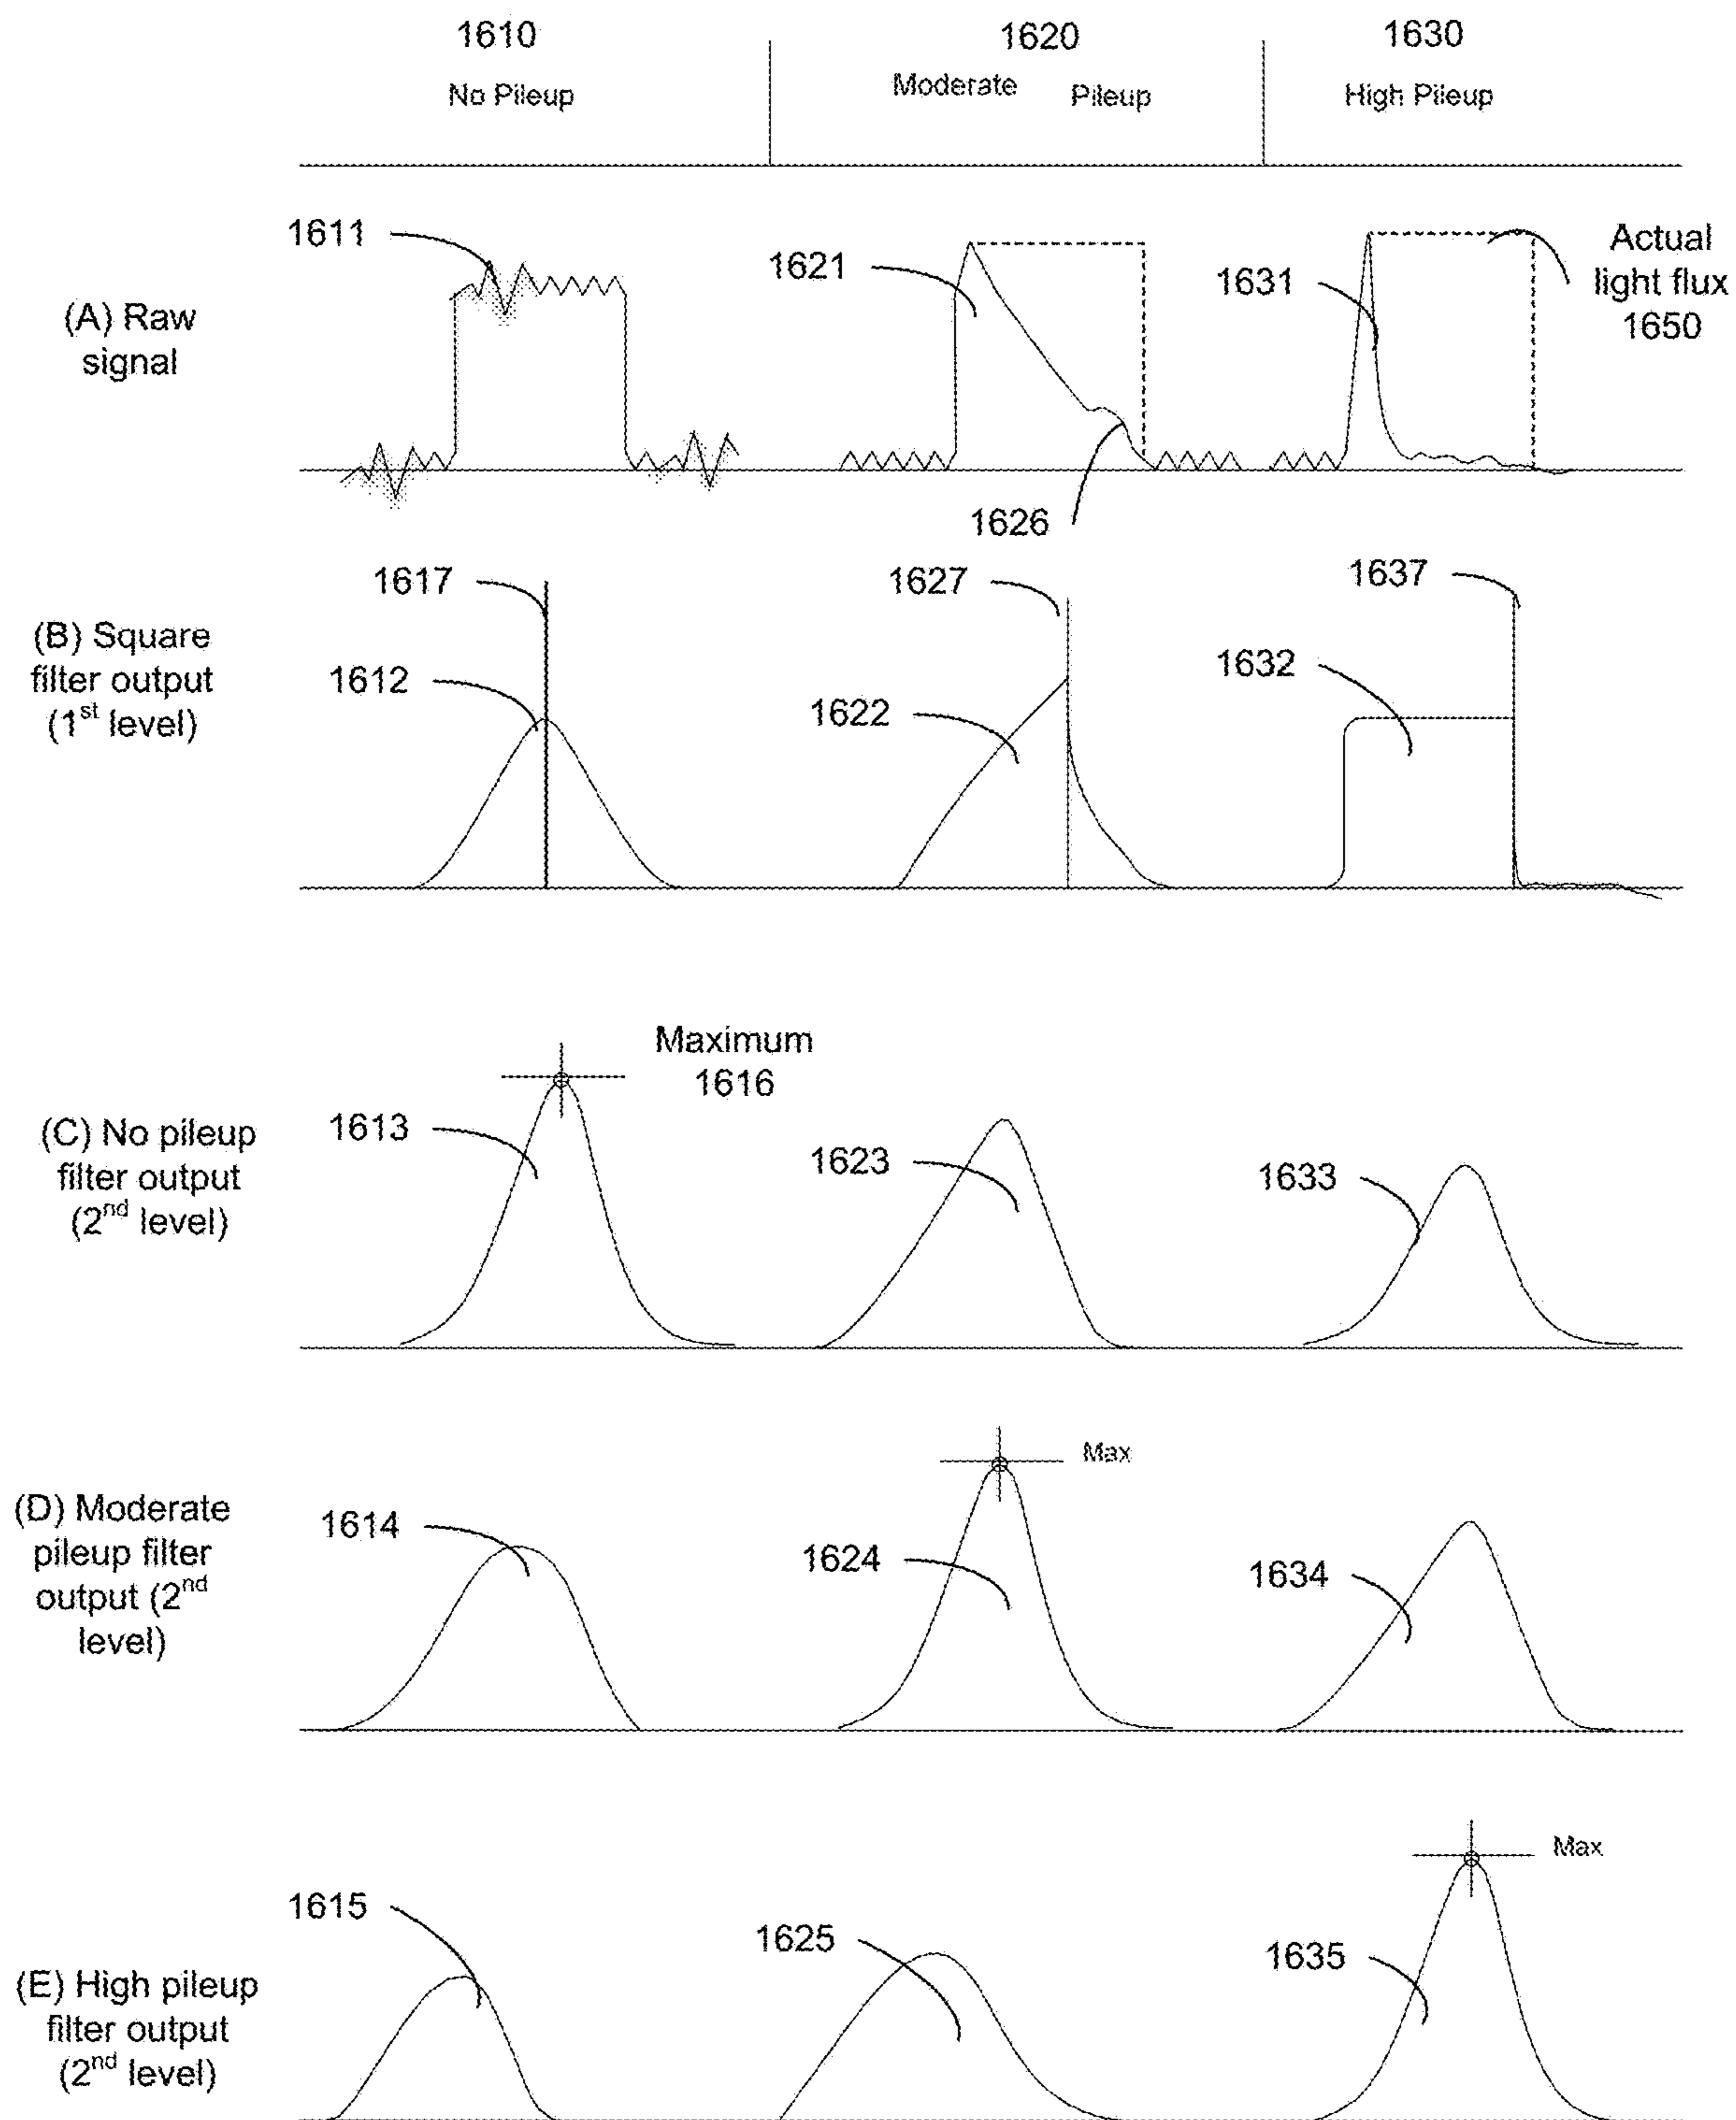 1610
1620
1630
No Pileup
Moderate Pileup
High Pileup
(A) Raw
signal
1611
1621
1626
1631
Actual
light flux
1650
(B) Square
filter output
(1st level)
1617
1612
1627
1622
1637
1632
(C) No pileup
filter output
(2nd level)
1613
Maximum
1616
1623
1633
(D) Moderate
pileup filter
output (2nd
level)
1614
Max
1624
1634
(E) High pileup
filter output
(2nd level)
1615
1625
Max
1635